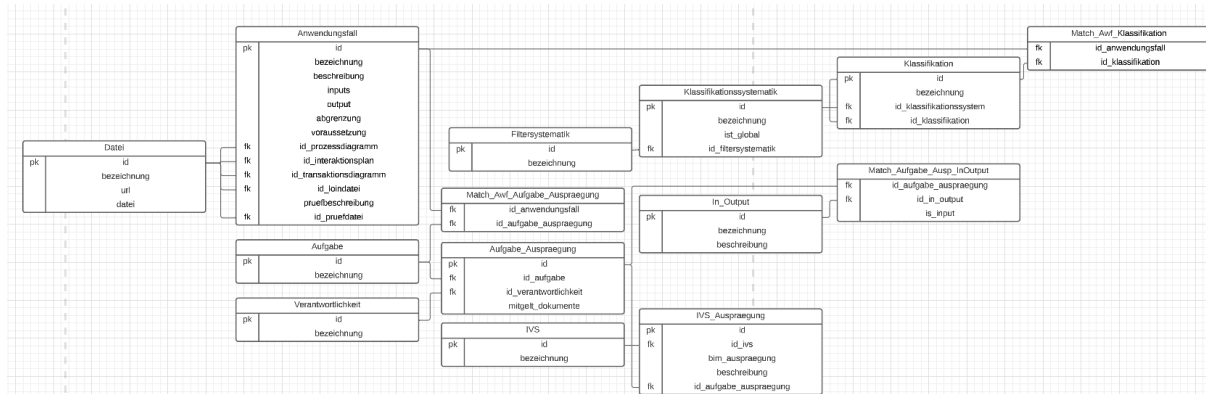 Anwendungsfall
pk id
bezeichnung
beschreibung
inputs
output
abgrenzung
voraussetzung
fk id_prozessdiagramm
fk id_interaktionsplan
fk id_transaktionsdiagramm
fk id_loindatei
pruefbeschreibung
fk id_pruefdatei
Match_Awf_Klassifikation
fk id_anwendungsfall
fk id_klassifikation
Klassifikation
pk id
bezeichnung
fk id_klassifikationssystem
fk id_klassifikation
Klassifikationssystematik
pk id
bezeichnung
ist_global
fk id_filtersystematik
Filtersystematik
pk id
bezeichnung
Datei
pk id
bezeichnung
url
datei
Match_Aufgabe_Ausp_InOutput
fk id_aufgabe_auspraegung
fk id_in_output
is_input
Match_Awf_Aufgabe_Auspraegung
fk id_anwendungsfall
fk id_aufgabe_auspraegung
In_Output
pk id
bezeichnung
beschreibung
Aufgabe
pk id
bezeichnung
Aufgabe_Auspraegung
pk id
fk id_aufgabe
fk id_verantwortlichkeit
mitgelt_dokumente
Verantwortlichkeit
pk id
bezeichnung
IVS
pk id
bezeichnung
IVS_Auspraegung
pk id
fk id_ivs
bim_auspraegung
beschreibung
fk id_aufgabe_auspraegung